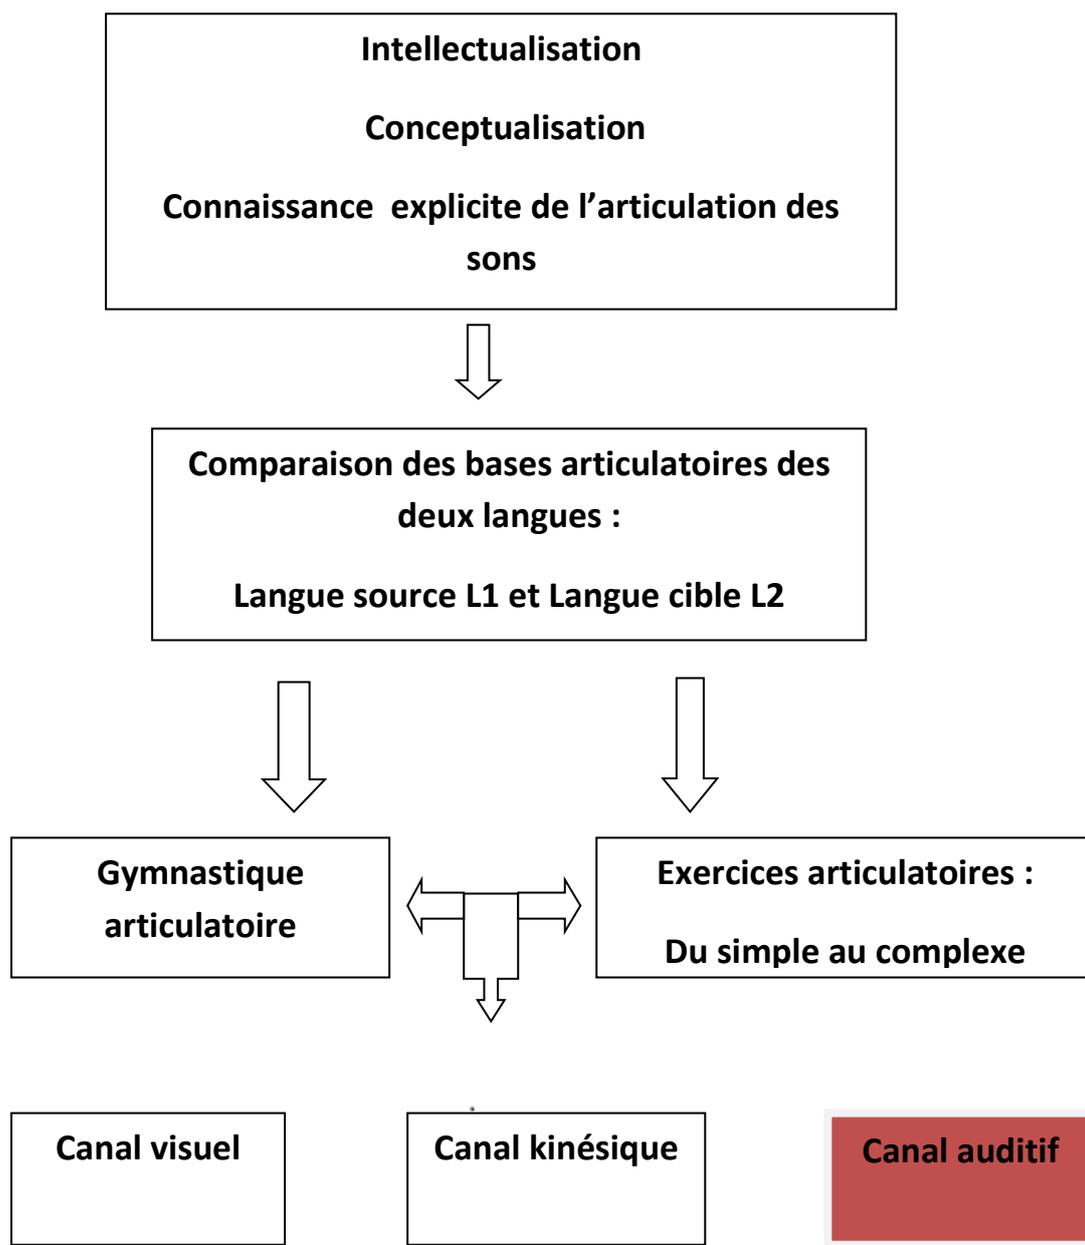 Intellectualisation
Conceptualisation
Connaissance explicite de l’articulation des
sons
Comparaison des bases articulatoires des
deux langues :
Langue source L1 et Langue cible L2
Gymnastique
articulatoire
Exercices articulatoires :
Du simple au complexe
Canal visuel
Canal kinésique
Canal auditif